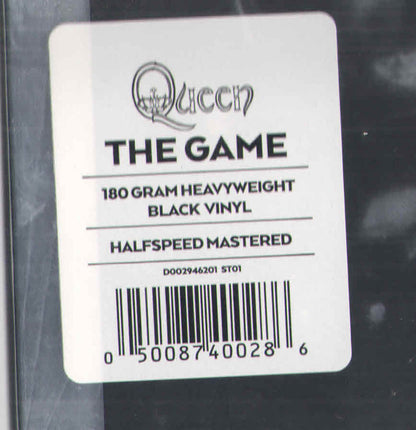 Queen
THE GAME
180 GRAM HEAVYWEIGHT
BLACK VINYL
HALFSPEED MASTERED
D002946201 ST01
0 50087 40028 6